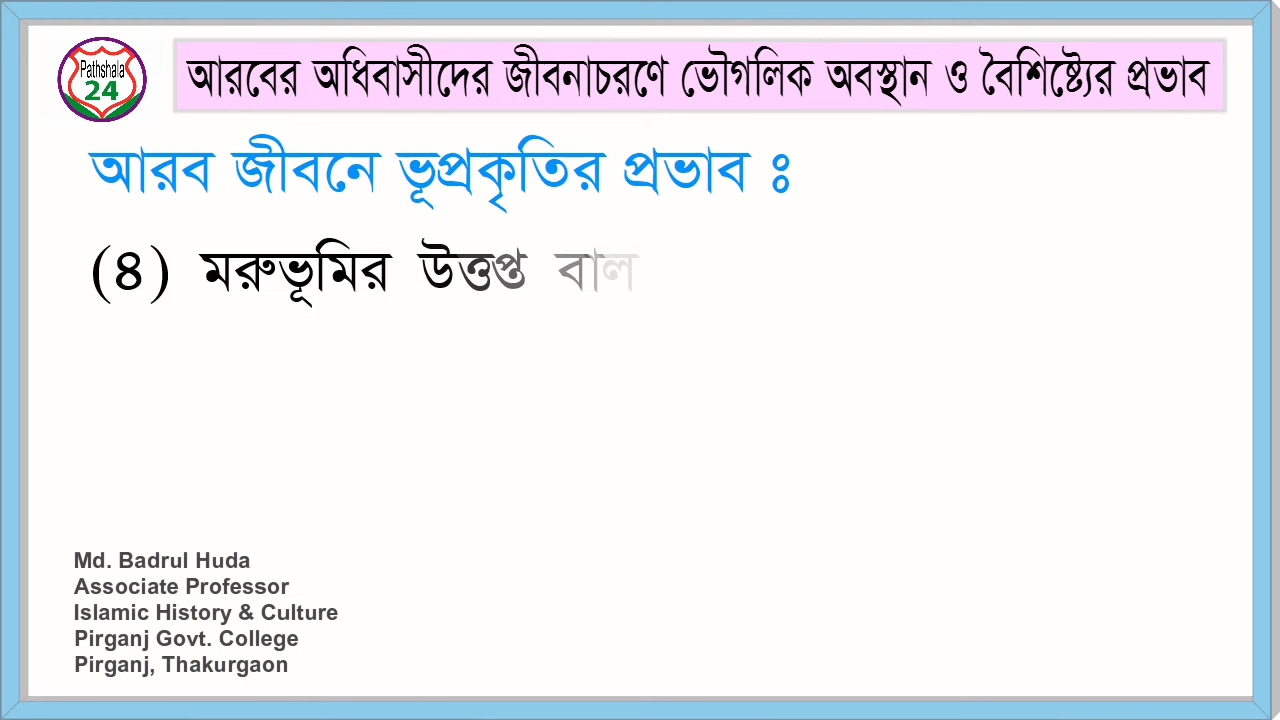 Pathshala
24
আরবের অধিবাসীদের জীবনাচরণে ভৌগলিক অবস্থান ও বৈশিষ্ট্যের প্রভাব
আরব জীবনে ভূপ্রকৃতির প্রভাব ঃ
(৪) মরুভূমির উত্তপ্ত বাল
Md. Badrul Huda
Associate Professor
Islamic History & Culture
Pirganj Govt. College
Pirganj, Thakurgaon